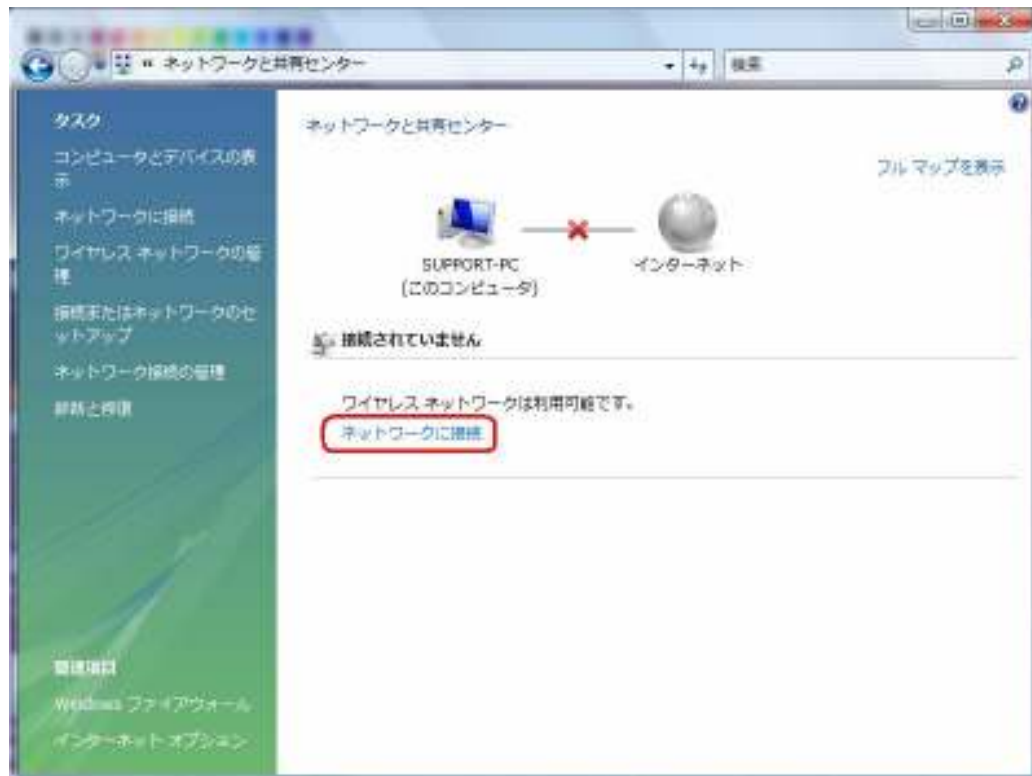 « ネットワークと共有センター
検索
タスク
ネットワークと共有センター
コンピュータとデバイスの表
示
フル マップを表示
ネットワークに接続
ワイヤレス ネットワークの管
理
SUPPORT-PC
(このコンピュータ)
インターネット
接続またはネットワークのセ
ットアップ
接続されていません
ネットワーク接続の管理
診断と修復
ワイヤレス ネットワークは利用可能です。
ネットワークに接続
関連項目
Windows ファイアウォール
インターネット オプション